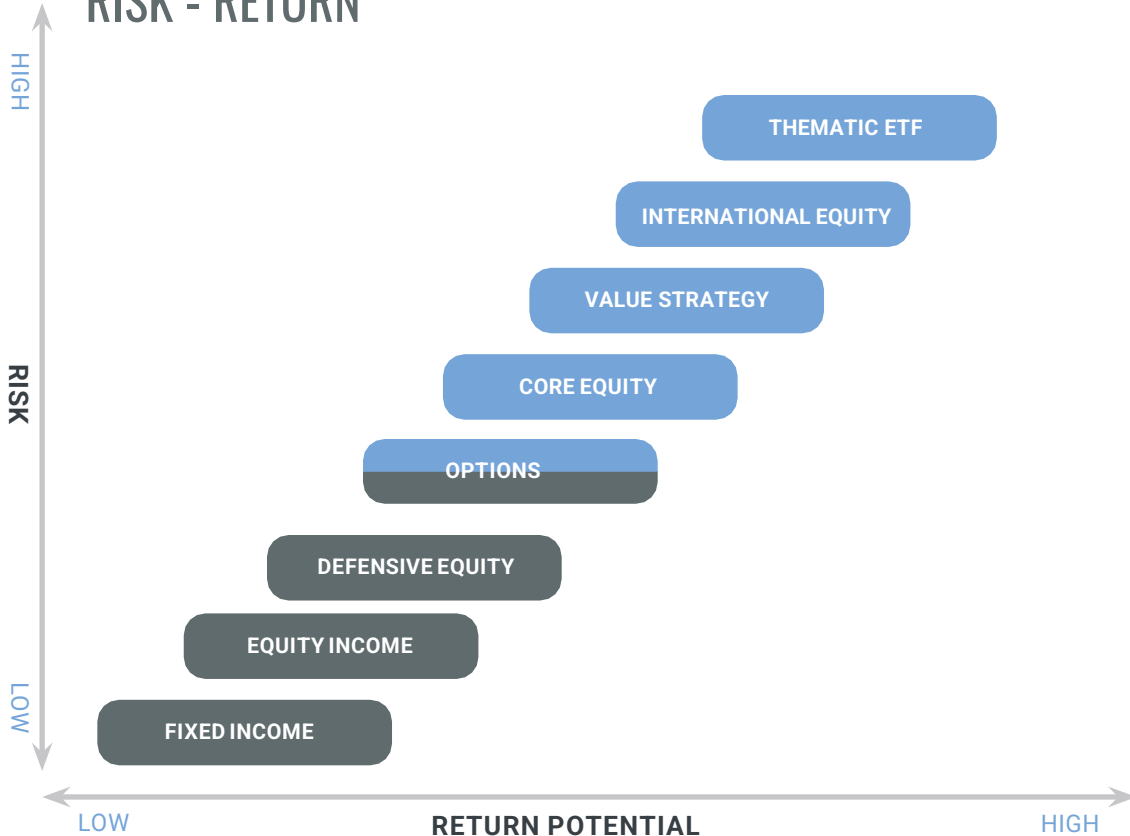 RISK - RETURN
HIGH
THEMATIC ETF
INTERNATIONAL EQUITY
VALUE STRATEGY
RISK
CORE EQUITY
OPTIONS
DEFENSIVE EQUITY
EQUITY INCOME
LOW
FIXED INCOME
LOW
RETURN POTENTIAL
HIGH